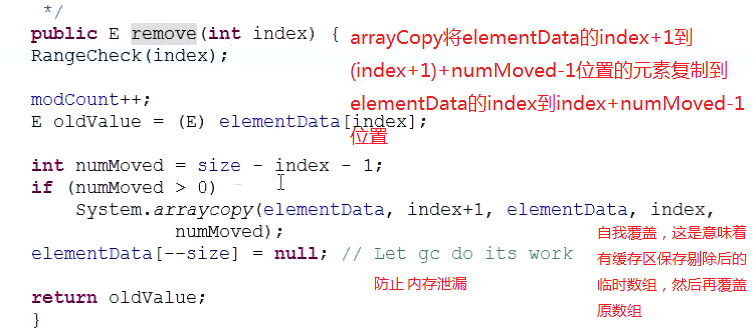 */
public E remove(int index) {
RangeCheck(index);
arrayCopy将elementData的index+1到
(index+1)+numMoved-1位置的元素复制到
elementData的index到index+numMoved-1
位置
modCount++;
E oldValue = (E) elementData[index];
int numMoved = size - index - 1;
if (numMoved > 0)
System.arraycopy(elementData, index+1, elementData, index,
numMoved);
elementData[--size] = null; // Let gc do its work
防止 内存泄漏
自我覆盖，这是意味着
有缓存区保存剔除后的
临时数组，然后再覆盖
原数组
return oldValue;
}